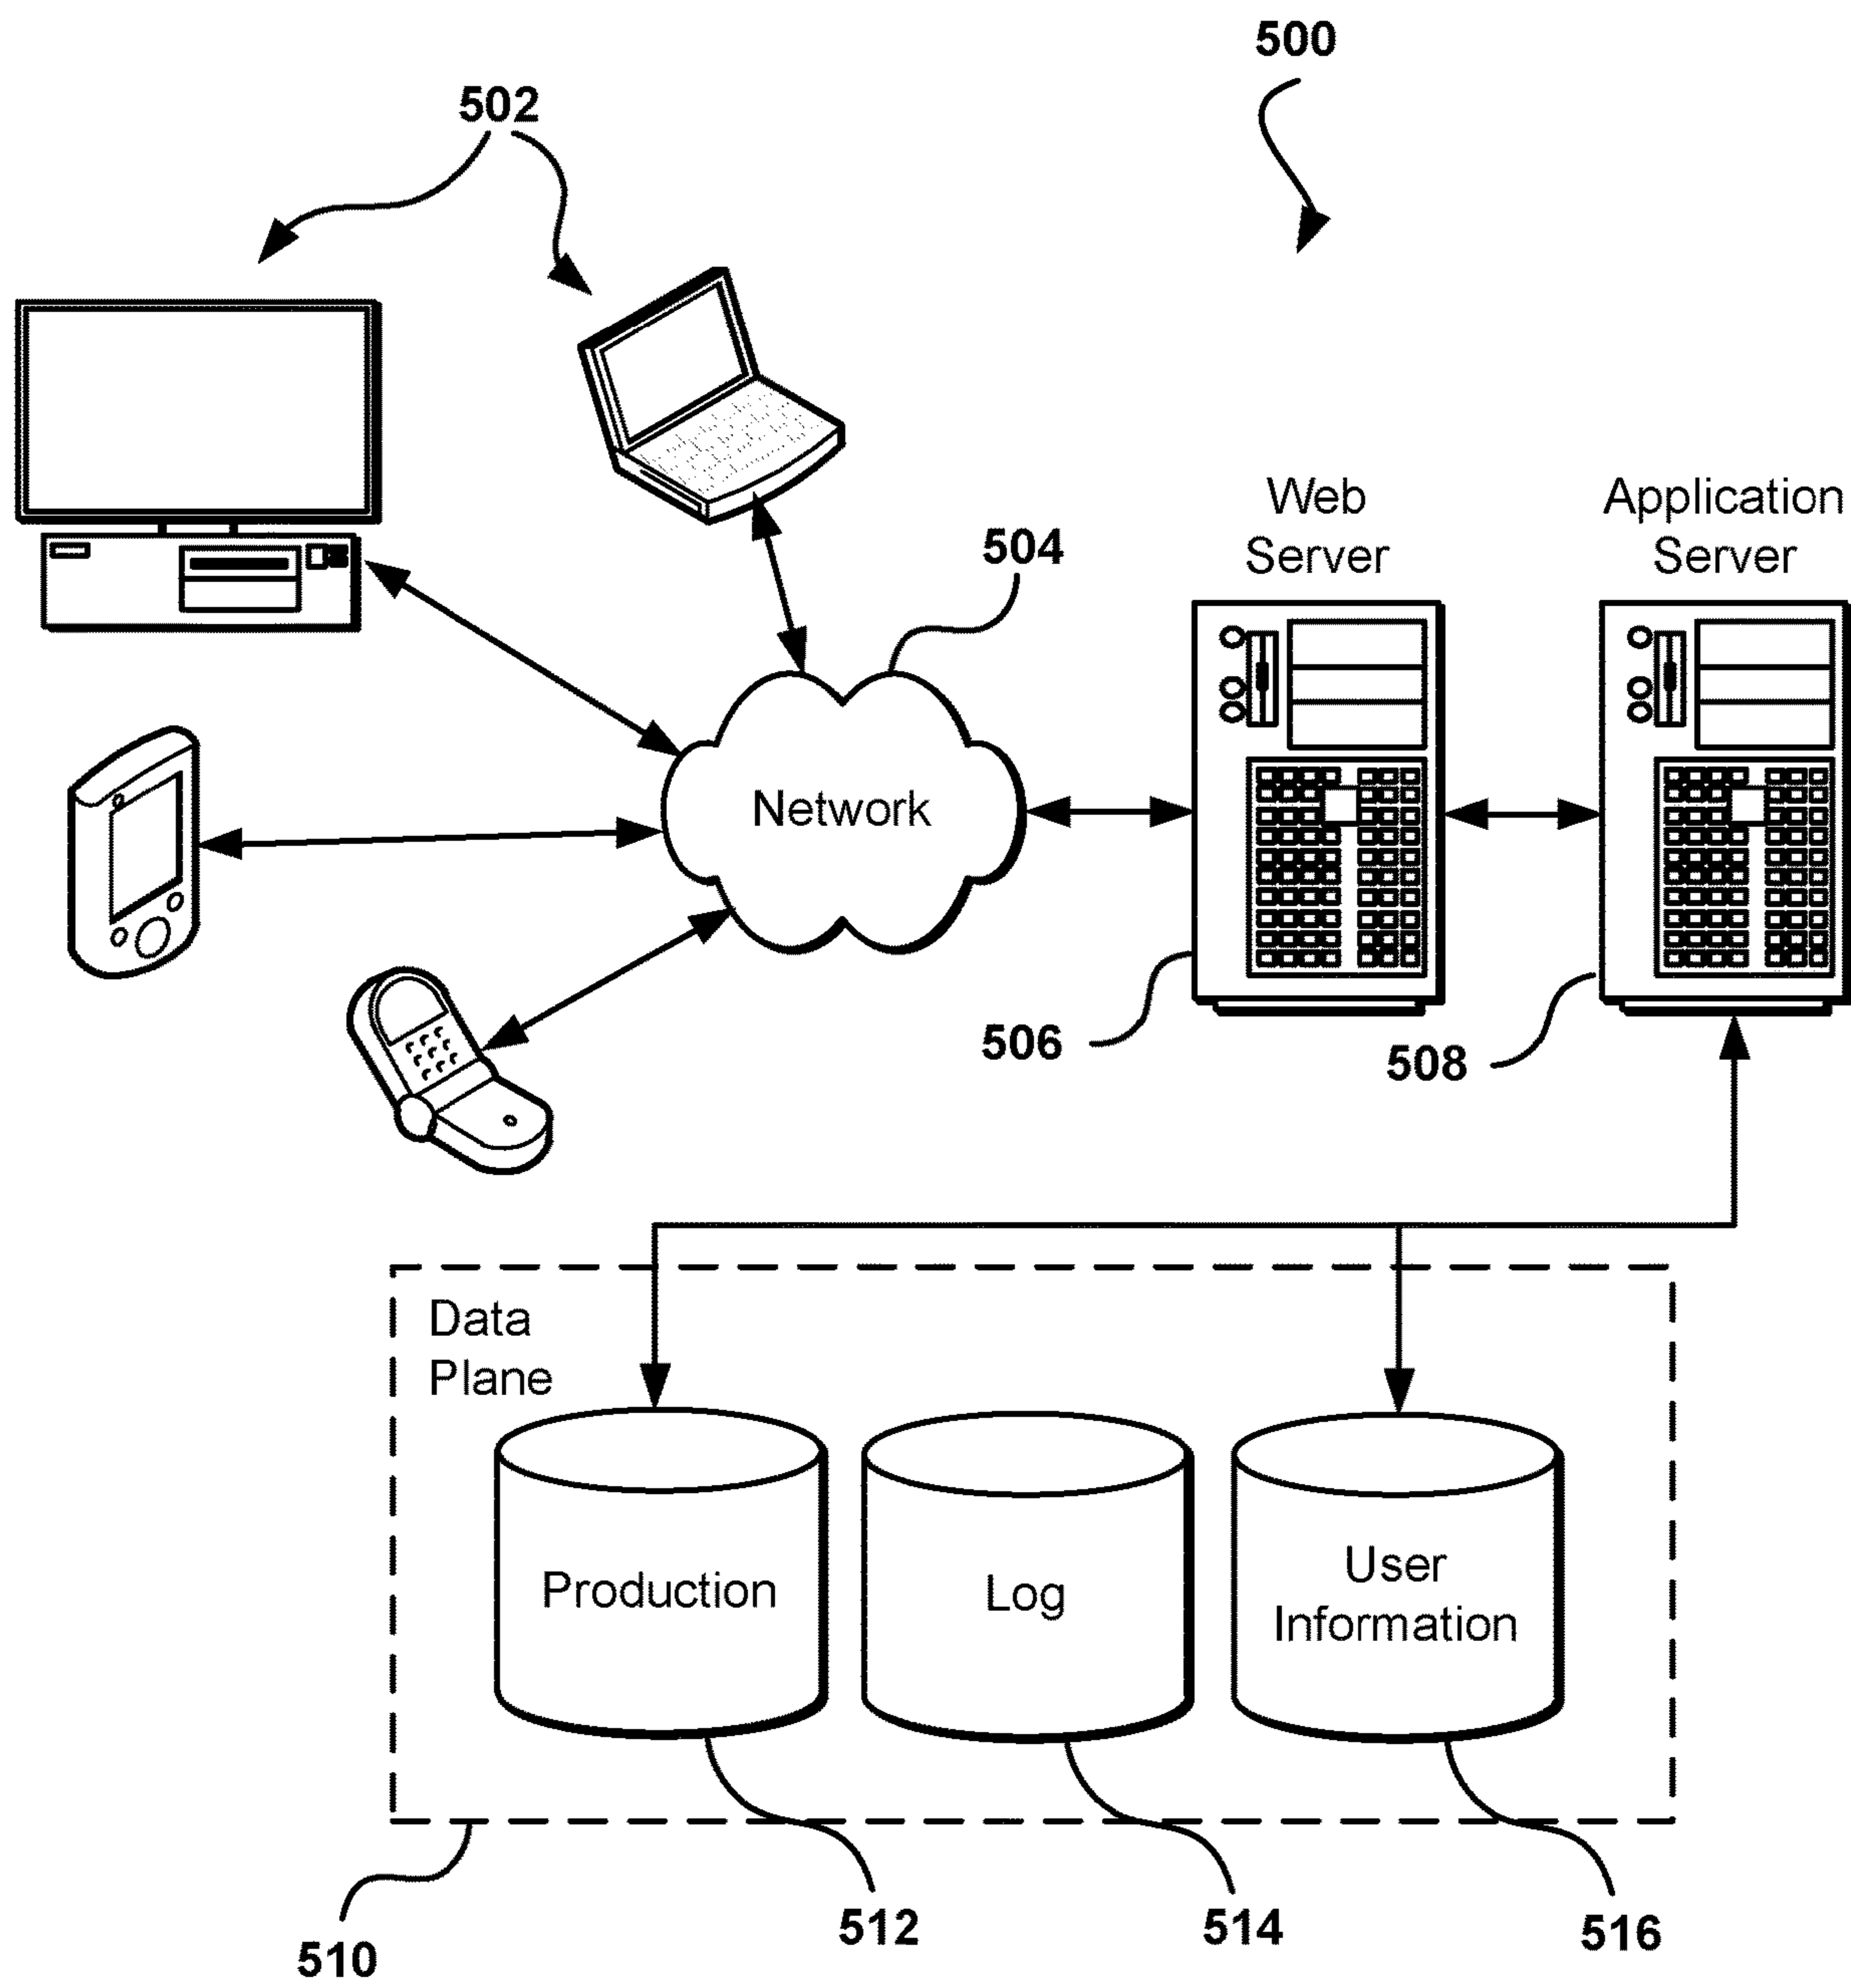 500
502
Web
Server
Application
Server
504
Network
506
508
Data
Plane
Production
Log
User
Information
510
512
514
516